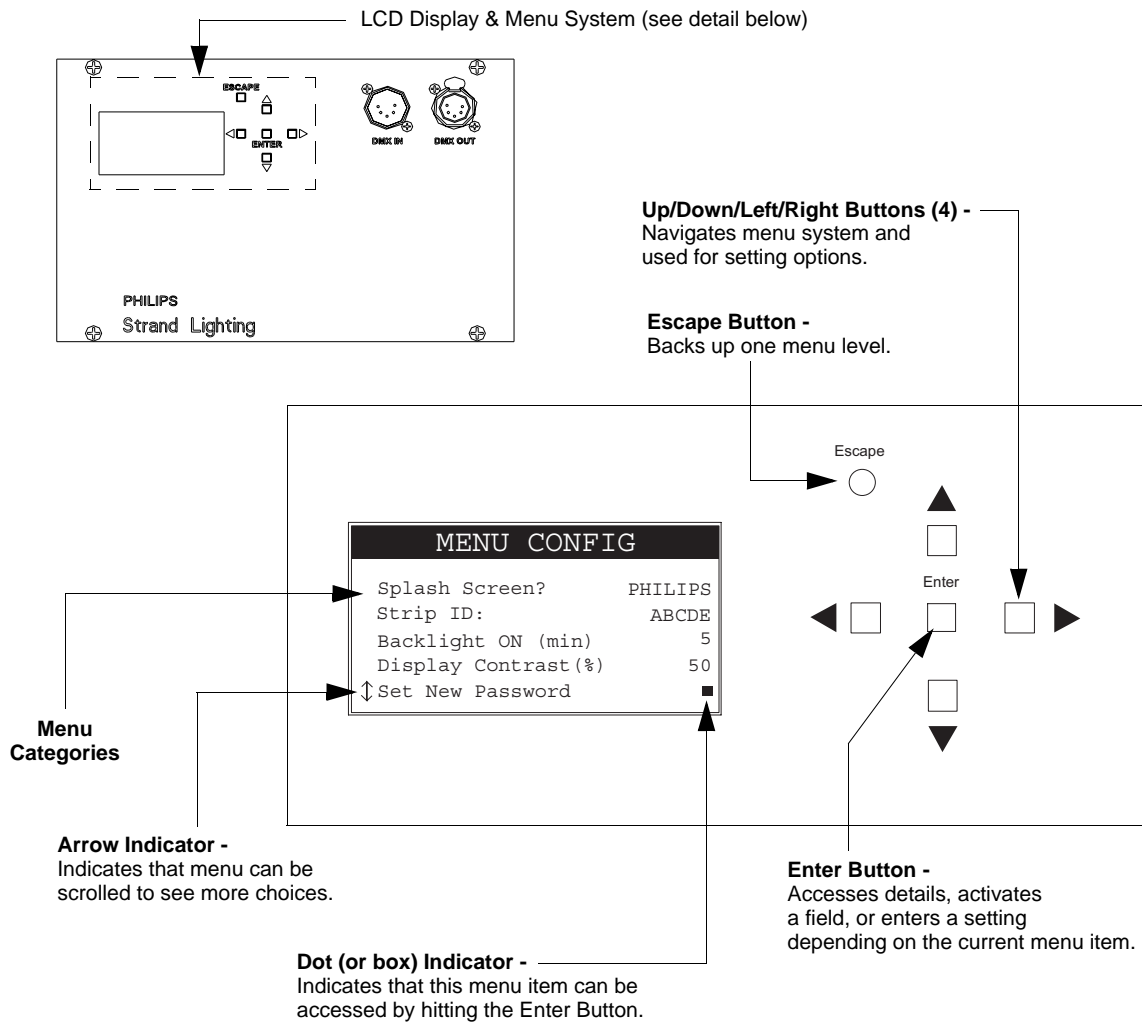 LCD Display & Menu System (see detail below)
ESCAPE
ENTER
DMX IN
DMX OUT
PHILIPS
Strand Lighting
Up/Down/Left/Right Buttons (4) -
Navigates menu system and
used for setting options.
Escape Button -
Backs up one menu level.
Escape
Enter
MENU CONFIG
Splash Screen? PHILIPS
Strip ID: ABCDE
Backlight ON (min) 5
Display Contrast(%) 50
Set New Password
Menu
Categories
Arrow Indicator -
Indicates that menu can be
scrolled to see more choices.
Enter Button -
Accesses details, activates
a field, or enters a setting
depending on the current menu item.
Dot (or box) Indicator -
Indicates that this menu item can be
accessed by hitting the Enter Button.